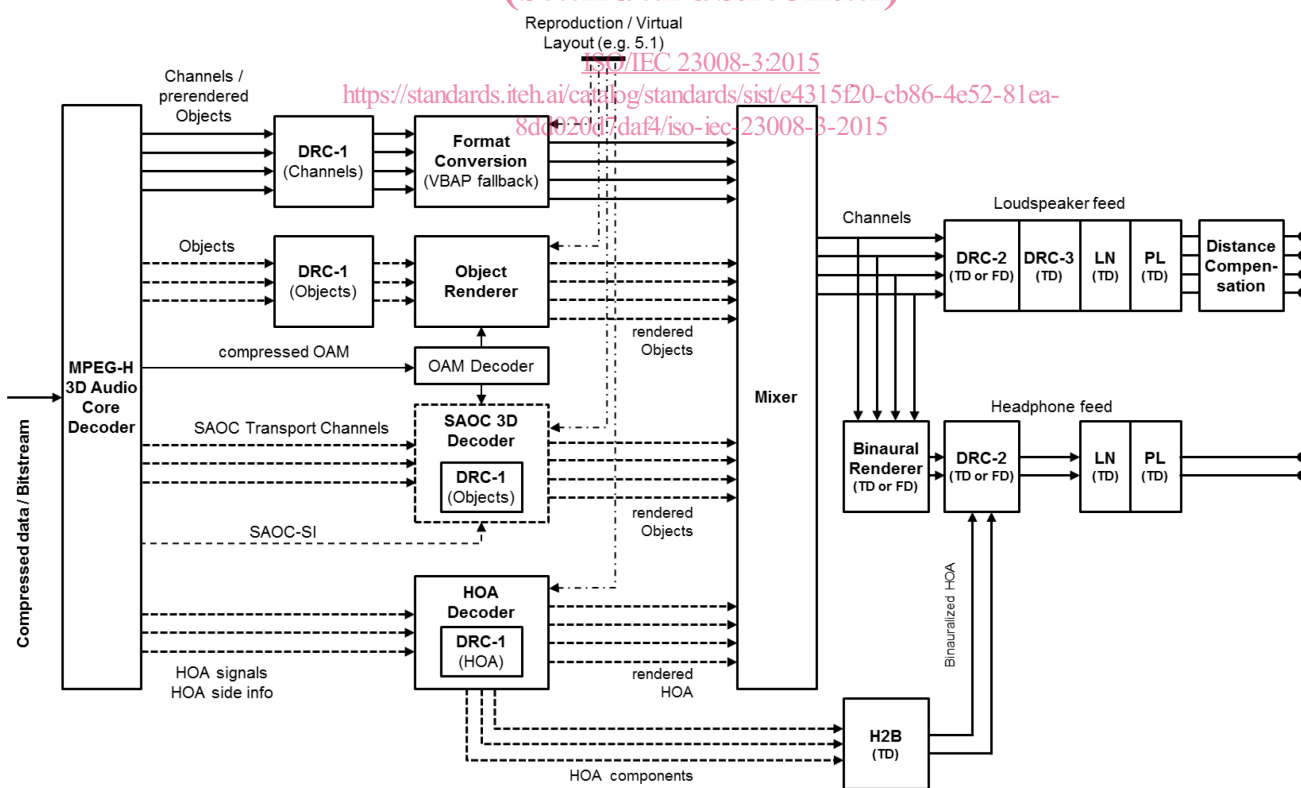 Reproduction / Virtual
Layout (e.g. 5.1)
ISO/IEC 23008-3:2015
https://standards.iteh.ai/catalog/standards/sist/e4315f20-cb86-4e52-81ea-
8dd020d7daf4/iso-iec-23008-3-2015
Channels /
prerendered
Objects
DRC-1
(Channels)
Format
Conversion
(VBAP fallback)
Objects
DRC-1
(Objects)
Object
Renderer
rendered
Objects
compressed OAM
OAM Decoder
MPEG-H
3D Audio
Core
Decoder
Compressed data / Bitstream
SAOC Transport Channels
SAOC 3D
Decoder
DRC-1
(Objects)
rendered
Objects
SAOC-SI
HOA
Decoder
DRC-1
(HOA)
rendered
HOA
HOA signals
HOA side info
HOA components
Mixer
Channels
Loudspeaker feed
DRC-2
(TD or FD)
DRC-3
(TD)
LN
(TD)
PL
(TD)
Distance
Compen-
sation
Headphone feed
Binaural
Renderer
(TD or FD)
DRC-2
(TD or FD)
LN
(TD)
PL
(TD)
Binauralized HOA
H2B
(TD)